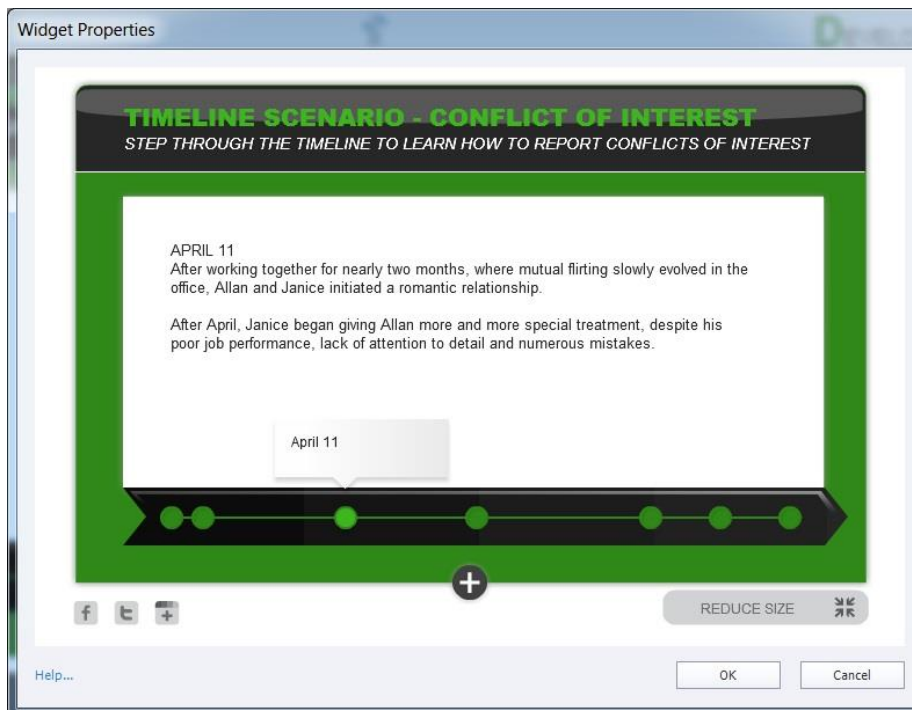 Widget Properties
TIMELINE SCENARIO - CONFLICT OF INTEREST
STEP THROUGH THE TIMELINE TO LEARN HOW TO REPORT CONFLICTS OF INTEREST
APRIL 11
After working together for nearly two months, where mutual flirting slowly evolved in the
office, Allan and Janice initiated a romantic relationship.
After April, Janice began giving Allan more and more special treatment, despite his
poor job performance, lack of attention to detail and numerous mistakes.
April 11
REDUCE SIZE
Help...
OK
Cancel